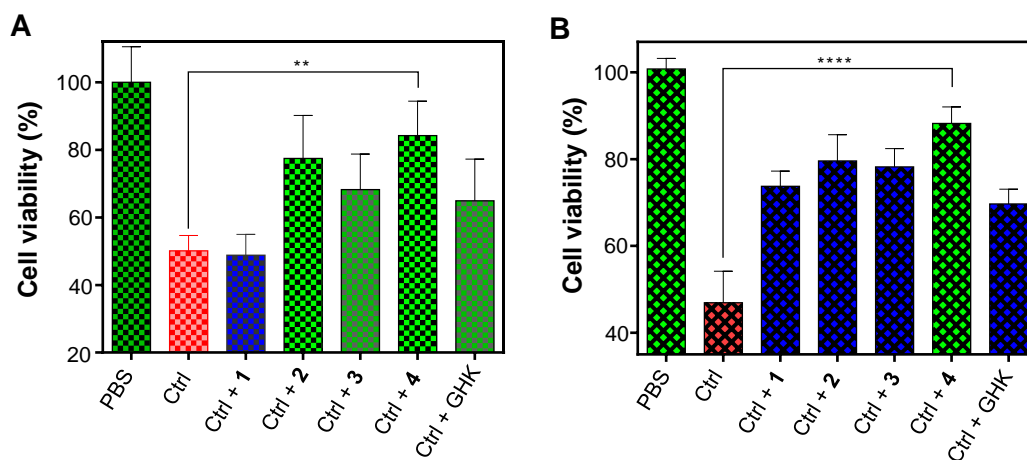 A
Cell viability (%)
100
80
60
40
20
**
PBS
Ctrl
Ctrl + 1
Ctrl + 2
Ctrl + 3
Ctrl + 4
Ctrl + GHK
B
Cell viability (%)
100
80
60
40
****
PBS
Ctrl
Ctrl + 1
Ctrl + 2
Ctrl + 3
Ctrl + 4
Ctrl + GHK